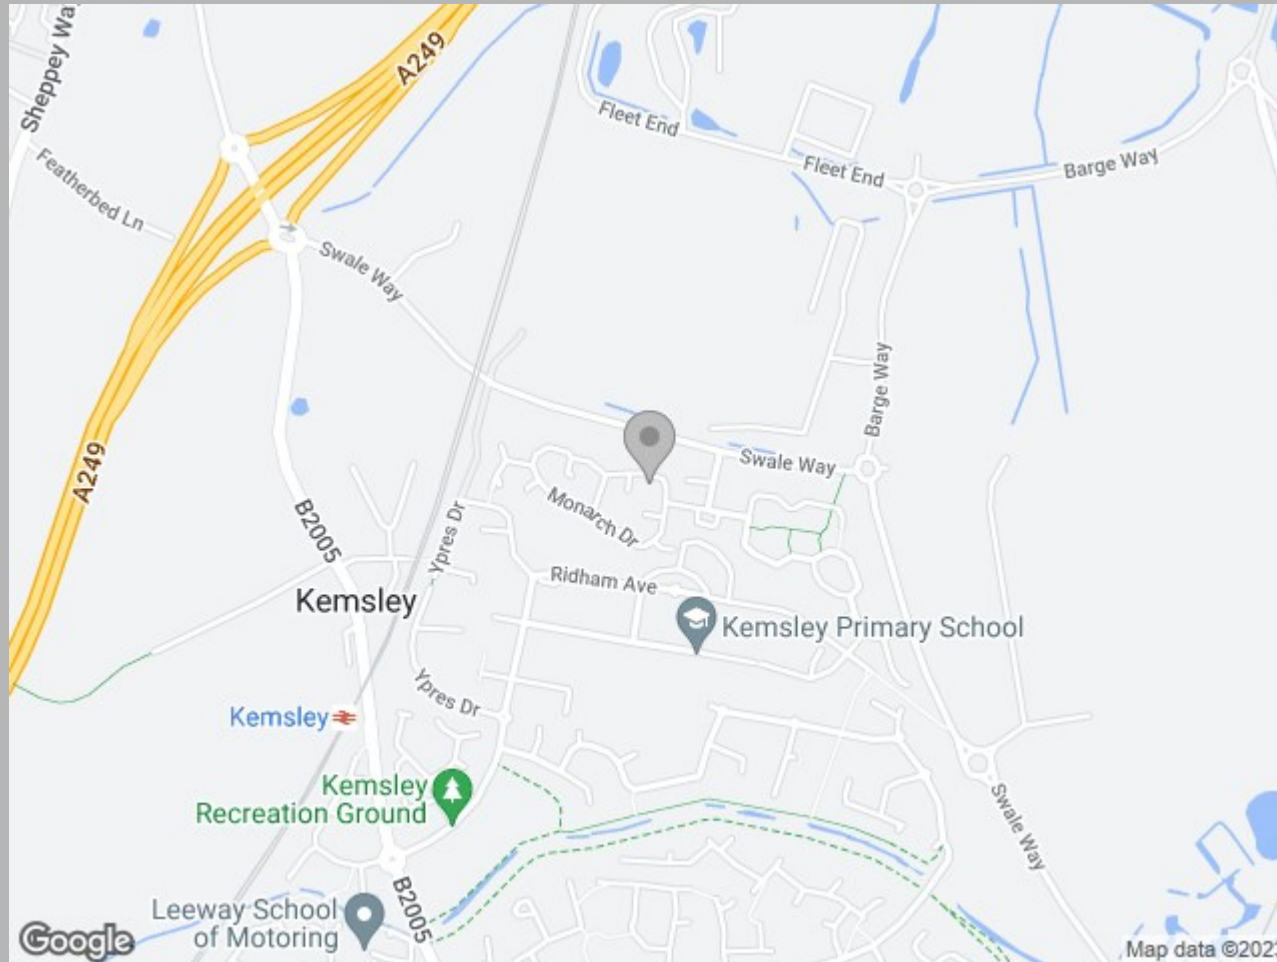 Sheppey Wa
A249
Featherbed Ln
Fleet End
Fleet End
Barge Way
Swale Way
Barge Way
A249
Swale Way
B2005
Ypres Dr
Monarch Dr
Ridham Ave
Kemsley
Kemsley Primary School
Ypres Dr
Kemsley
Kemsley
Recreation Ground
Swale Way
Leeway School
of Motoring
B2005
Google
Map data ©2023